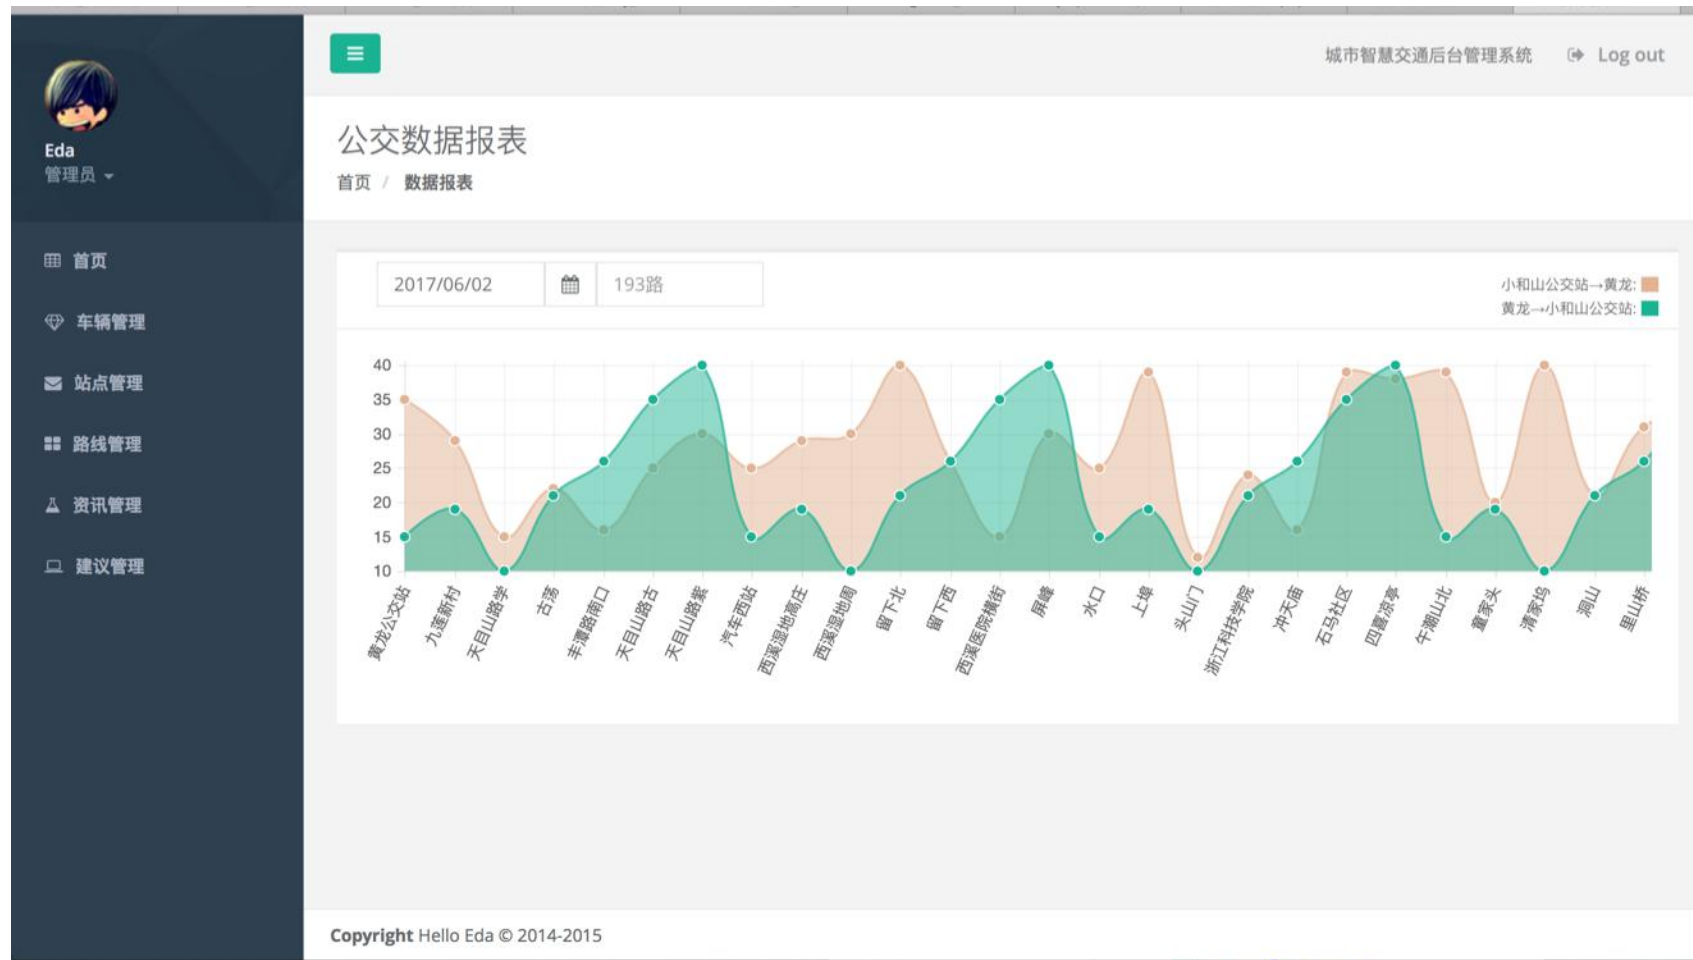 城市智慧交通后台管理系统 Log out
Eda
管理员
首页
车辆管理
站点管理
路线管理
资讯管理
建议管理
公交数据报表
首页 / 数据报表
2017/06/02
193路
小和山公交站→黄龙:
黄龙→小和山公交站:
40
35
30
25
20
15
10
黄龙公交站
九莲新村
天目山路学
古荡
丰潭路南口
天目山路古
天目山路紫
汽车西站
西溪湿地高庄
西溪湿地周
留下北
留下西
西溪医院横街
屏峰
水口
上埠
头山门
浙江科技学院
冲天庙
石马社区
四喜凉亭
午潮山北
童家头
清家坞
洞山
里山桥
Copyright Hello Eda © 2014-2015